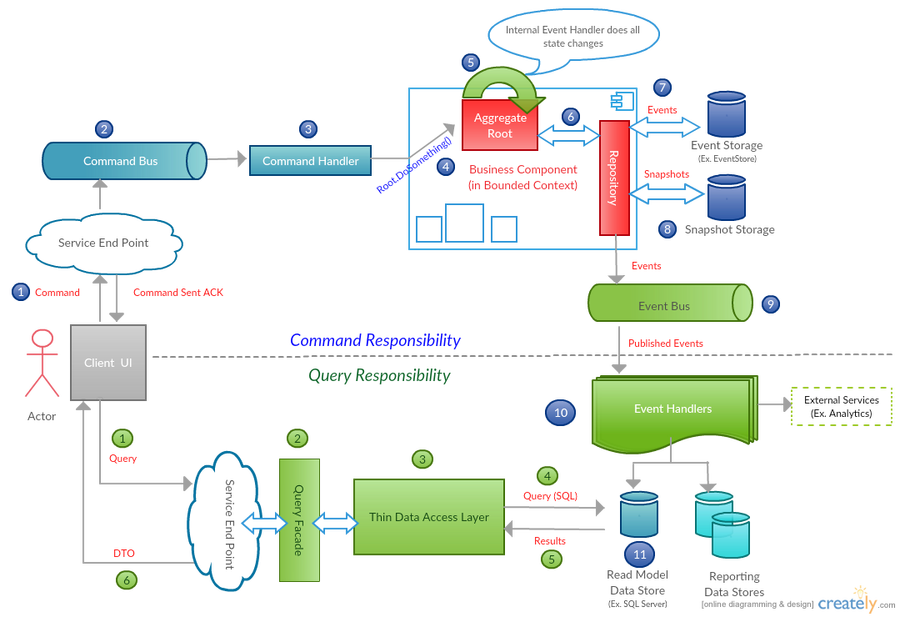 Internal Event Handler does all
state changes
5
7
2
3
Events
6
Aggregate
Root
Command Bus
Command Handler
Root.DoSomething()
4
Event Storage
(Ex. EventStore)
Business Component
(in Bounded Context)
Repository
Snapshots
8
Snapshot Storage
Service End Point
Events
1
Command
Command Sent ACK
Event Bus
9
Client UI
Command Responsibility
Published Events
Query Responsibility
Actor
10
Event Handlers
External Services
(Ex. Analytics)
1
Query
2
3
4
Query (SQL)
Service End Point
Query Facade
Thin Data Access Layer
Results
5
DTO
6
11
Read Model
Data Store
(Ex. SQL Server)
Reporting
Data Stores
[online diagramming & design]
creately.com